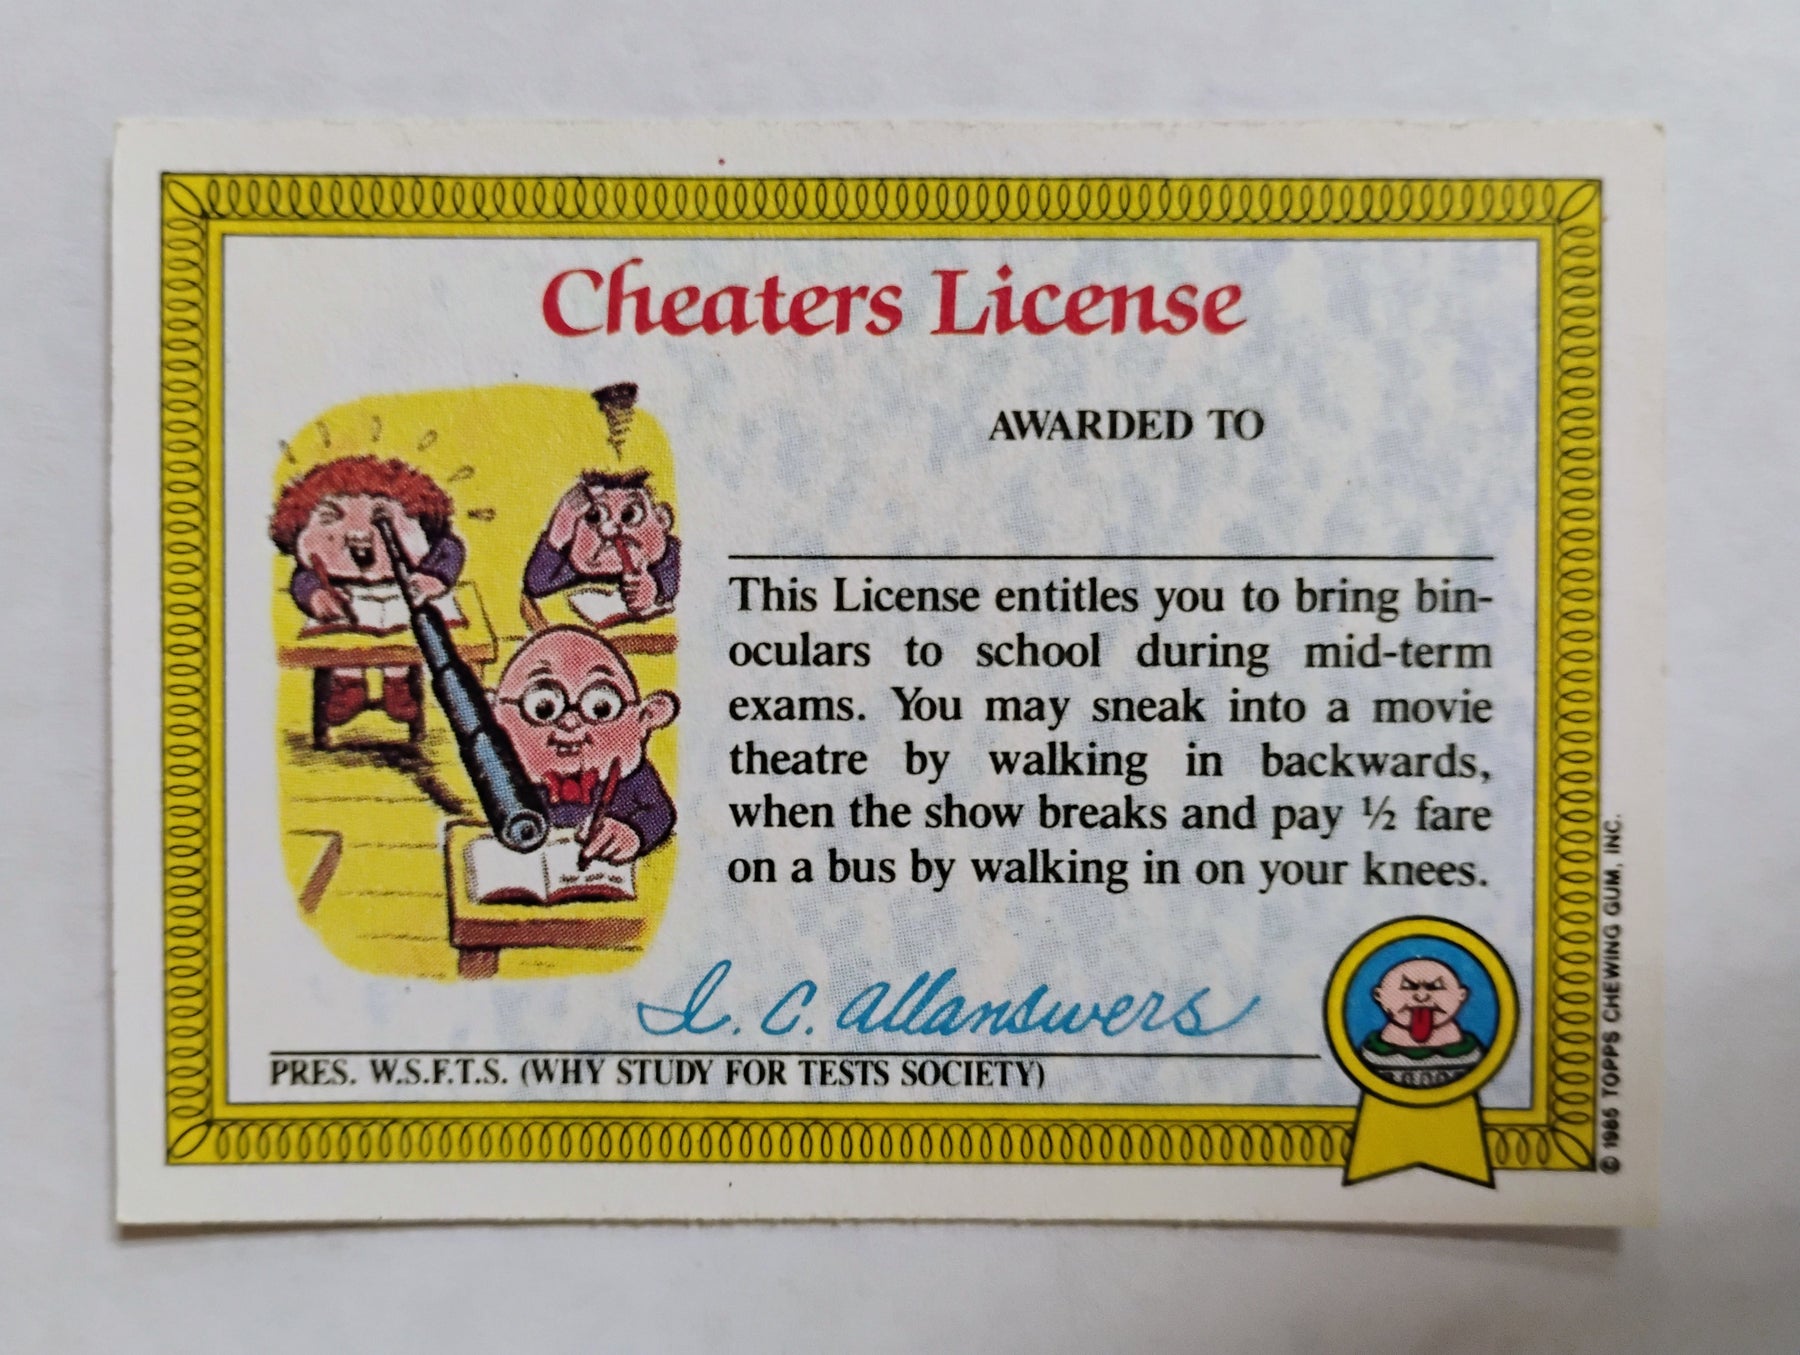 Cheaters License
AWARDED TO
This License entitles you to bring bin-
oculars to school during mid-term
exams. You may sneak into a movie
theatre by walking in backwards,
when the show breaks and pay ½ fare
on a bus by walking in on your knees.
I. C. Allanswers
PRES. W.S.F.T.S. (WHY STUDY FOR TESTS SOCIETY)
© 1985 TOPPS CHEWING GUM, INC.